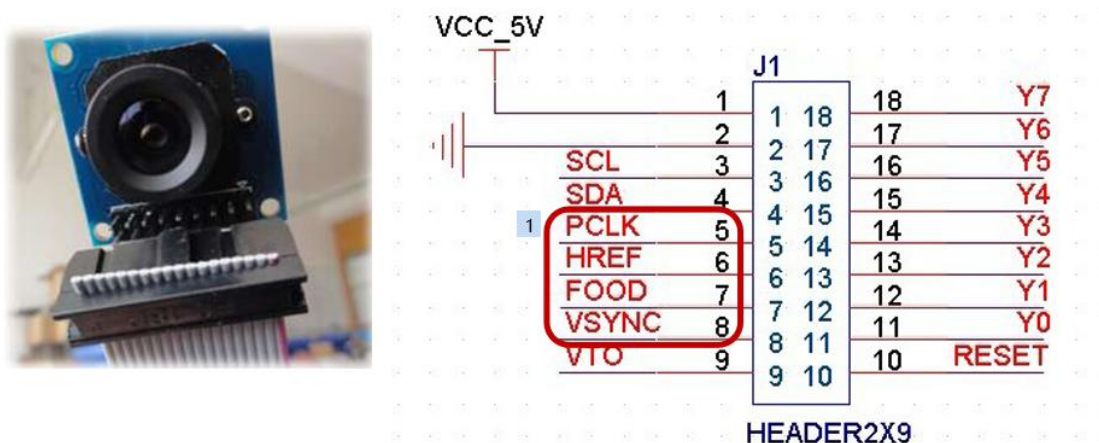 VCC_5V
J1
1 1 18 18 Y7
2 2 17 17 Y6
SCL 3 3 16 16 Y5
SDA 4 4 15 15 Y4
1
PCLK 5 5 14 14 Y3
HREF 6 6 13 13 Y2
FOOD 7 7 12 12 Y1
VSYNC 8 8 11 11 Y0
VTO 9 9 10 10 RESET
HEADER2X9